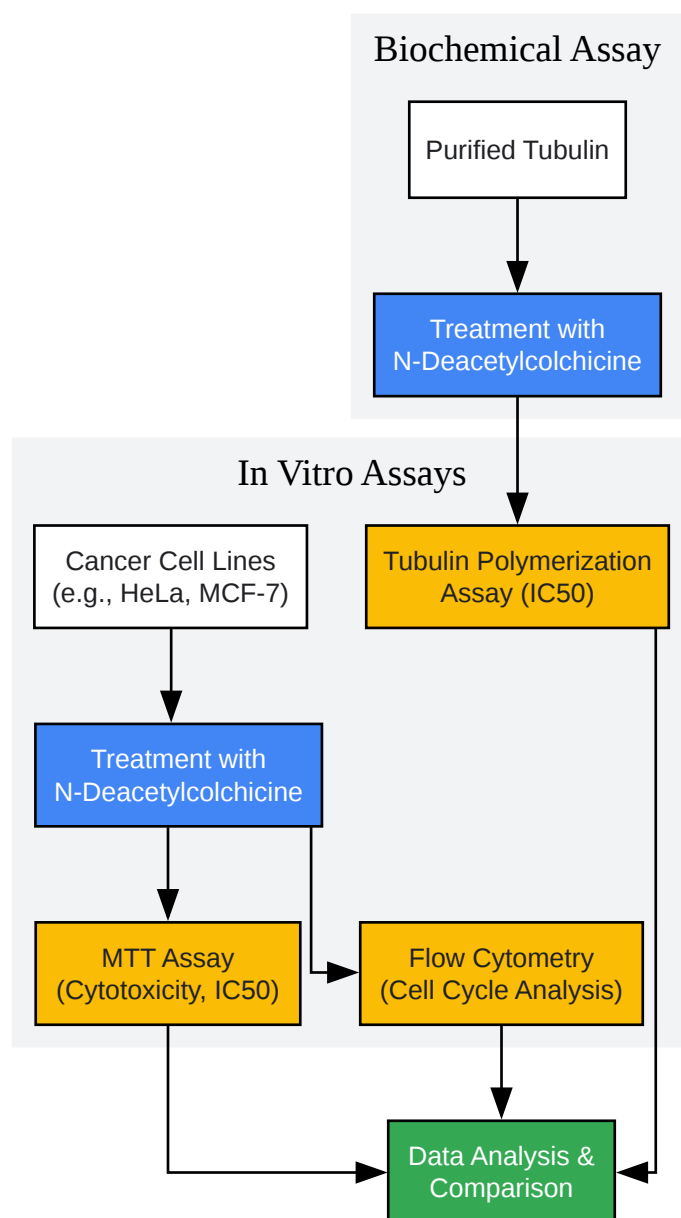 Biochemical Assay
Purified Tubulin
Treatment with
N-Deacetylcolchicine
In Vitro Assays
Cancer Cell Lines
(e.g., HeLa, MCF-7)
Tubulin Polymerization
Assay (IC50)
Treatment with
N-Deacetylcolchicine
MTT Assay
(Cytotoxicity, IC50)
Flow Cytometry
(Cell Cycle Analysis)
Data Analysis &
Comparison